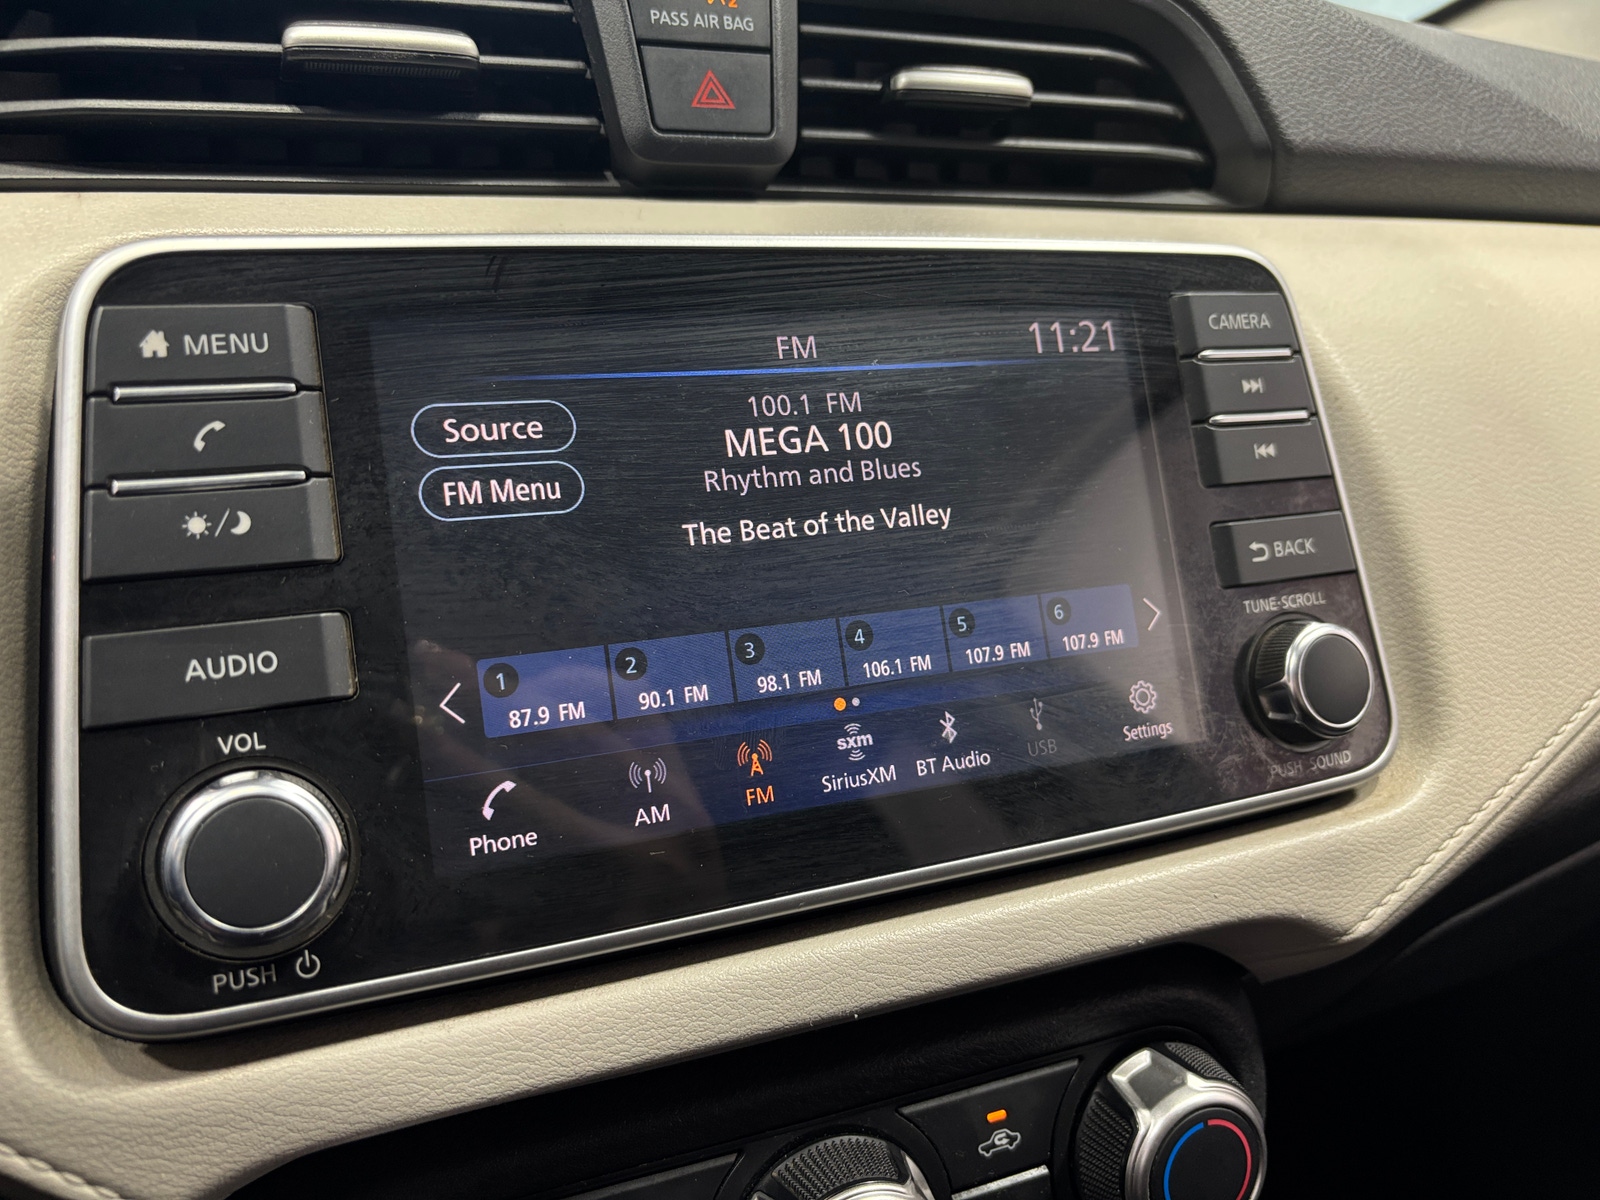 PASS AIR BAG
MENU
AUDIO
VOL
PUSH
FM
11:21
Source
FM Menu
100.1 FM
MEGA 100
Rhythm and Blues
The Beat of the Valley
1
87.9 FM
2
90.1 FM
3
98.1 FM
4
106.1 FM
5
107.9 FM
6
107.9 FM
Phone
AM
FM
sxm
SiriusXM
BT Audio
USB
Settings
CAMERA
BACK
TUNE·SCROLL
PUSH SOUND